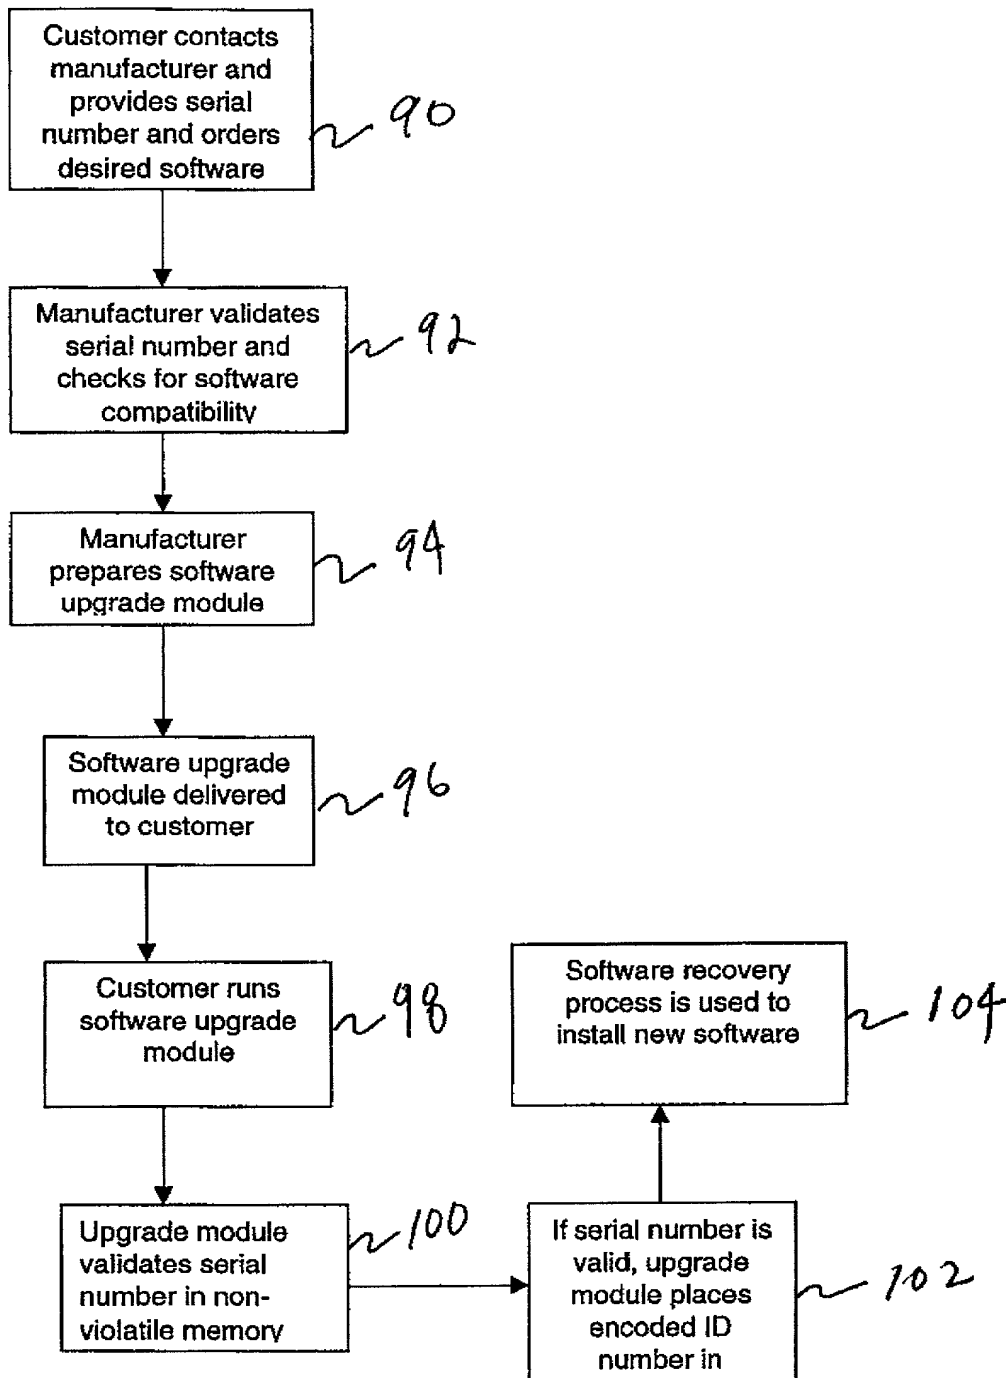 Customer contacts
manufacturer and
provides serial
number and orders
desired software
90
Manufacturer validates
serial number and
checks for software
compatibility
92
Manufacturer
prepares software
upgrade module
94
Software upgrade
module delivered
to customer
96
Customer runs
software upgrade
module
98
Software recovery
process is used to
install new software
104
Upgrade module
validates serial
number in non-
violatile memory
100
If serial number is
valid, upgrade
module places
encoded ID
number in
102